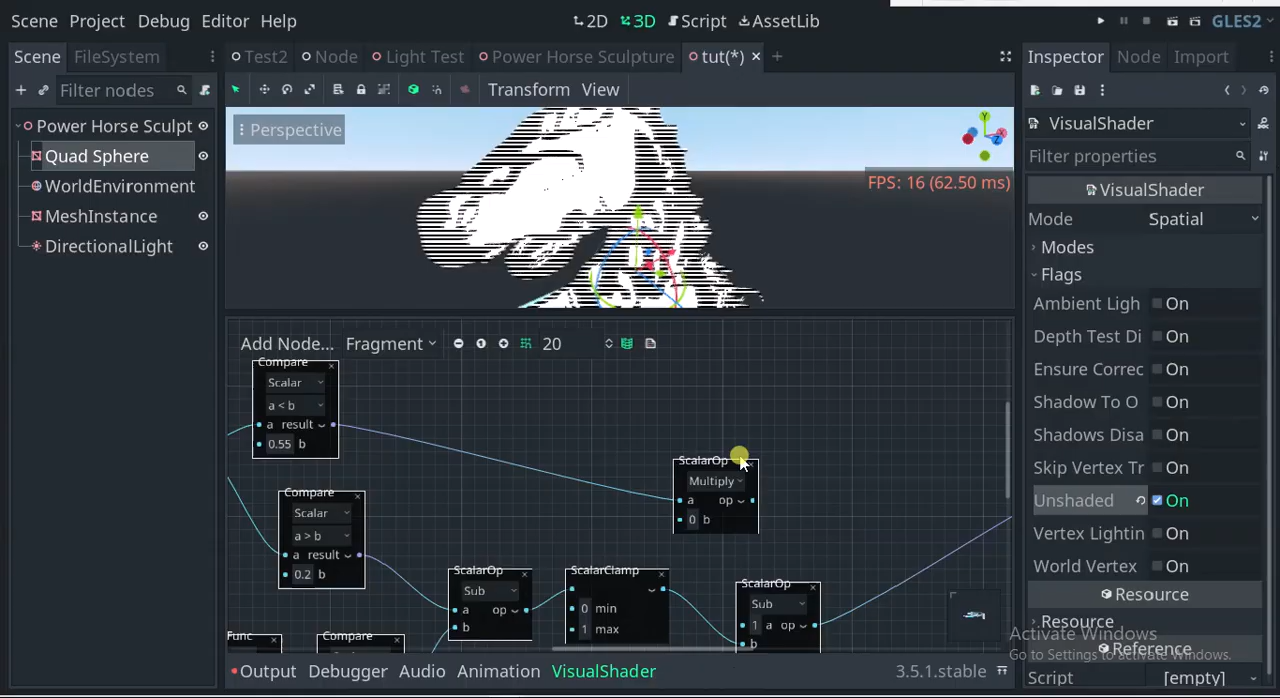 Scene Project Debug Editor Help 2D 3D Script AssetLib GLES2
Scene FileSystem Test2 Node Light Test Power Horse Sculpture tut(*) Inspector Node Import
Filter nodes Transform View
Power Horse Sculpt
Quad Sphere
WorldEnvironment
MeshInstance
DirectionalLight
Perspective
FPS: 16 (62.50 ms)
VisualShader
Filter properties
VisualShader
Mode Spatial
Modes
Flags
Ambient Ligh On
Depth Test Di On
Ensure Correc On
Shadow To O On
Shadows Disa On
Skip Vertex Tr On
Unshaded On
Vertex Lightin On
World Vertex On
Resource
Resource
Reference
Script [empty]
Add Node... Fragment 20
Compare
Scalar
a < b
a result
0.55 b
Compare
Scalar
a > b
a result
0.2 b
ScalarOp
Multiply
a op
0 b
ScalarOp
Sub
a op
b
ScalarClamp
0 min
1 max
ScalarOp
Sub
1 a op
b
Func
Compare
Output Debugger Audio Animation VisualShader 3.5.1.stable
Activate Windows
Go to Settings to activate Windows.